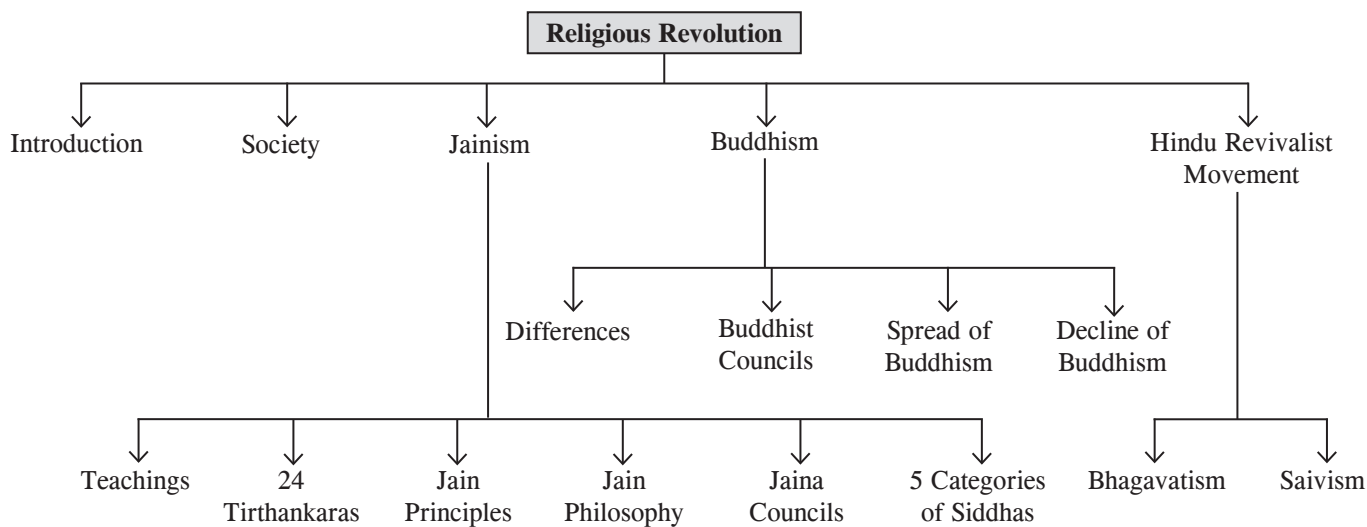 Religious Revolution
Introduction
Society
Jainism
Buddhism
Hindu Revivalist
Movement
Differences
Buddhist
Councils
Spread of
Buddhism
Decline of
Buddhism
Teachings
24
Tirthankaras
Jain
Principles
Jain
Philosophy
Jaina
Councils
5 Categories
of Siddhas
Bhagavatism
Saivism